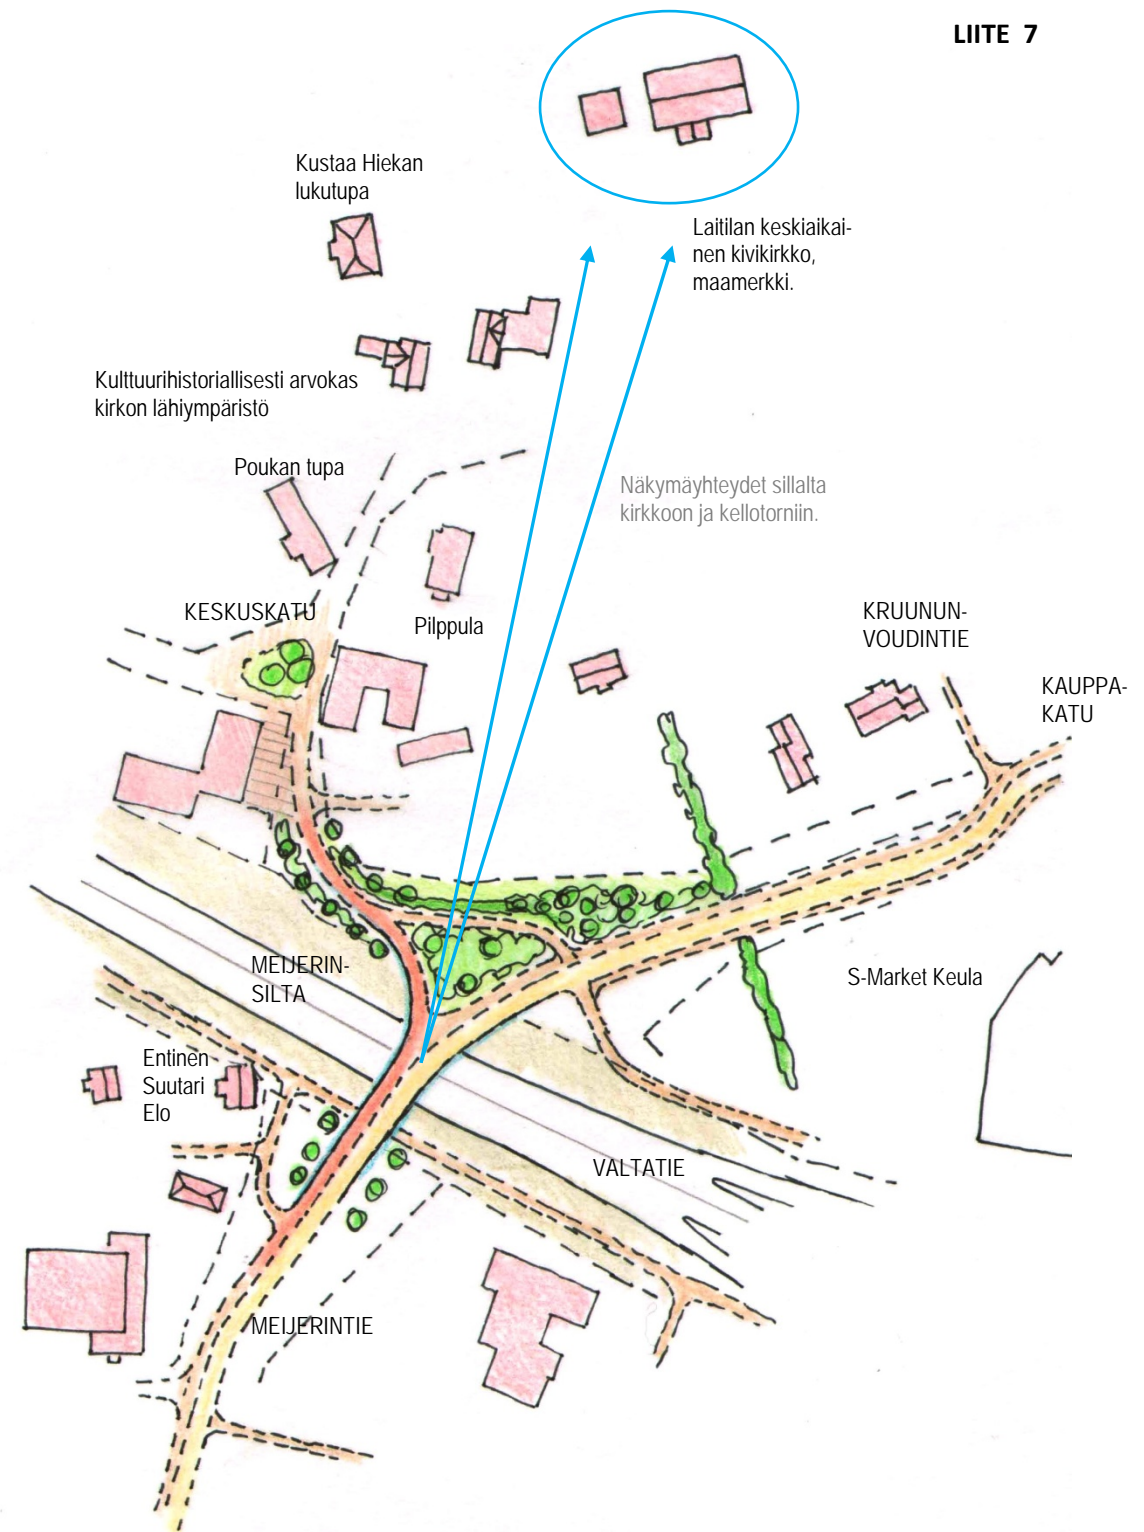 LIITE 7
Kustaa Hiekan
lukutupa
Laitilan keskiaikai-
nen kivikirkko,
maamerkki.
Kulttuurihistoriallisesti arvokas
kirkon lähiympäristö
Poukan tupa
Näkymäyhteydet sillalta
kirkkoon ja kellotorniin.
KESKUSKATU
Pilppula
KRUUNUN-
VOUDINTIE
KAUPPA-
KATU
MEIJERIN-
SILTA
S-Market Keula
Entinen
Suutari
Elo
VALTATIE
MEIJERINTIE